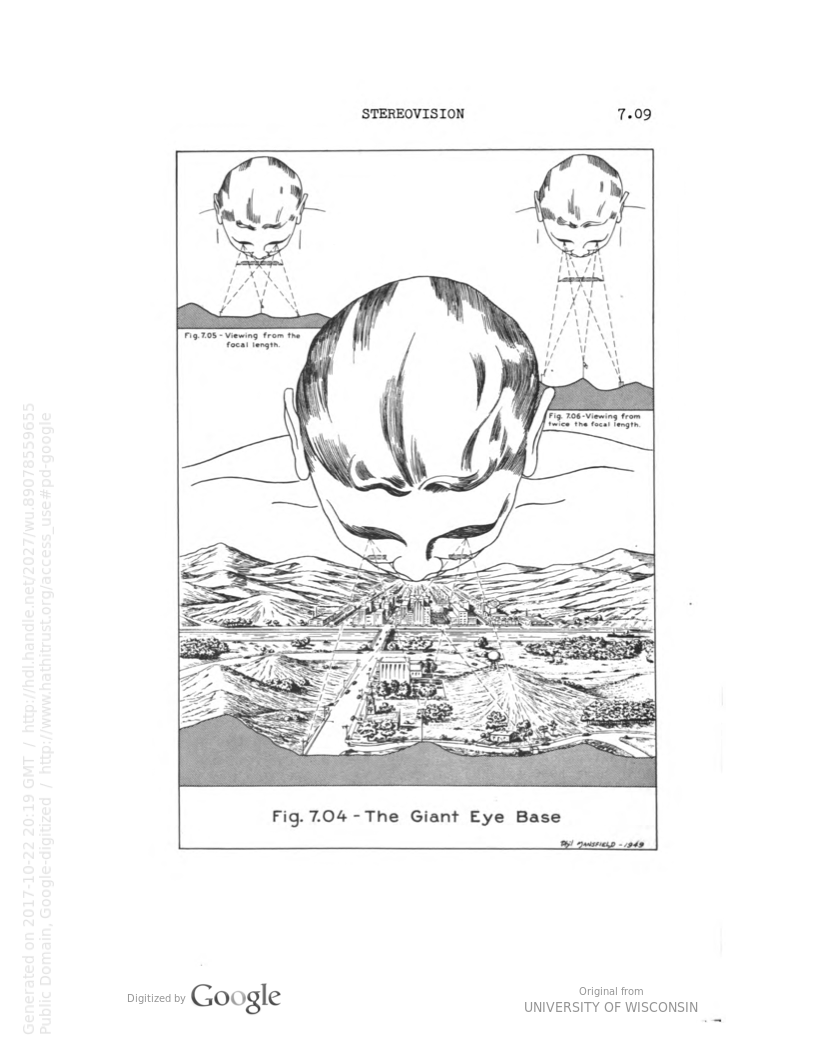 STEREOVISION 7.09
Fig. 7.05 - Viewing from the
focal length.
Fig. 7.06 - Viewing from
twice the focal length.
Fig. 7.04 - The Giant Eye Base
MANSFIELD - 1949
Generated on 2017-10-22 20:19 GMT / http://hdl.handle.net/2027/wu.89078559655
Public Domain, Google-digitized / http://www.hathitrust.org/access_use#pd-google
Digitized by Google
Original from
UNIVERSITY OF WISCONSIN